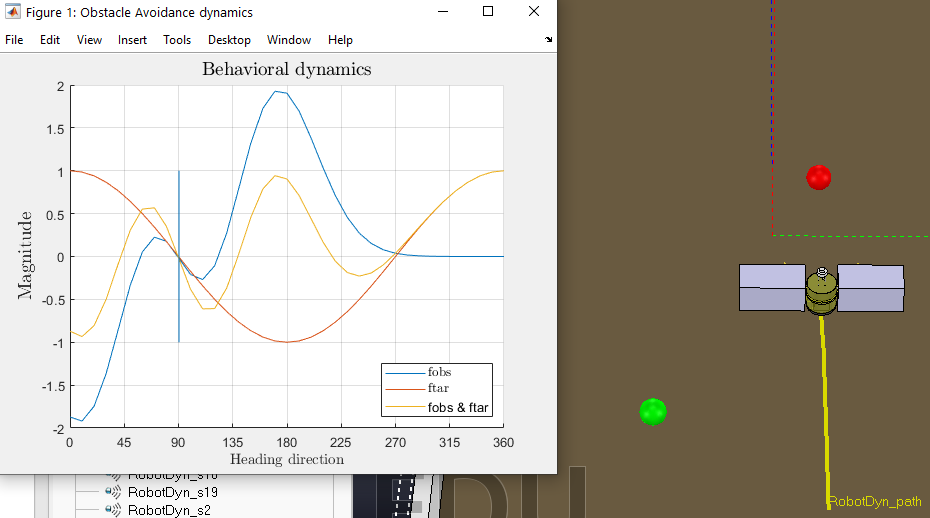 Figure 1: Obstacle Avoidance dynamics
File Edit View Insert Tools Desktop Window Help
Behavioral dynamics
2
1.5
1
0.5
0
-0.5
-1
-1.5
-2
Magnitude
fobs
ftar
fobs & ftar
0 45 90 135 180 225 270 315 360
Heading direction
RobotDyn_s18
RobotDyn_s19
RobotDyn_s2
RobotDyn_path